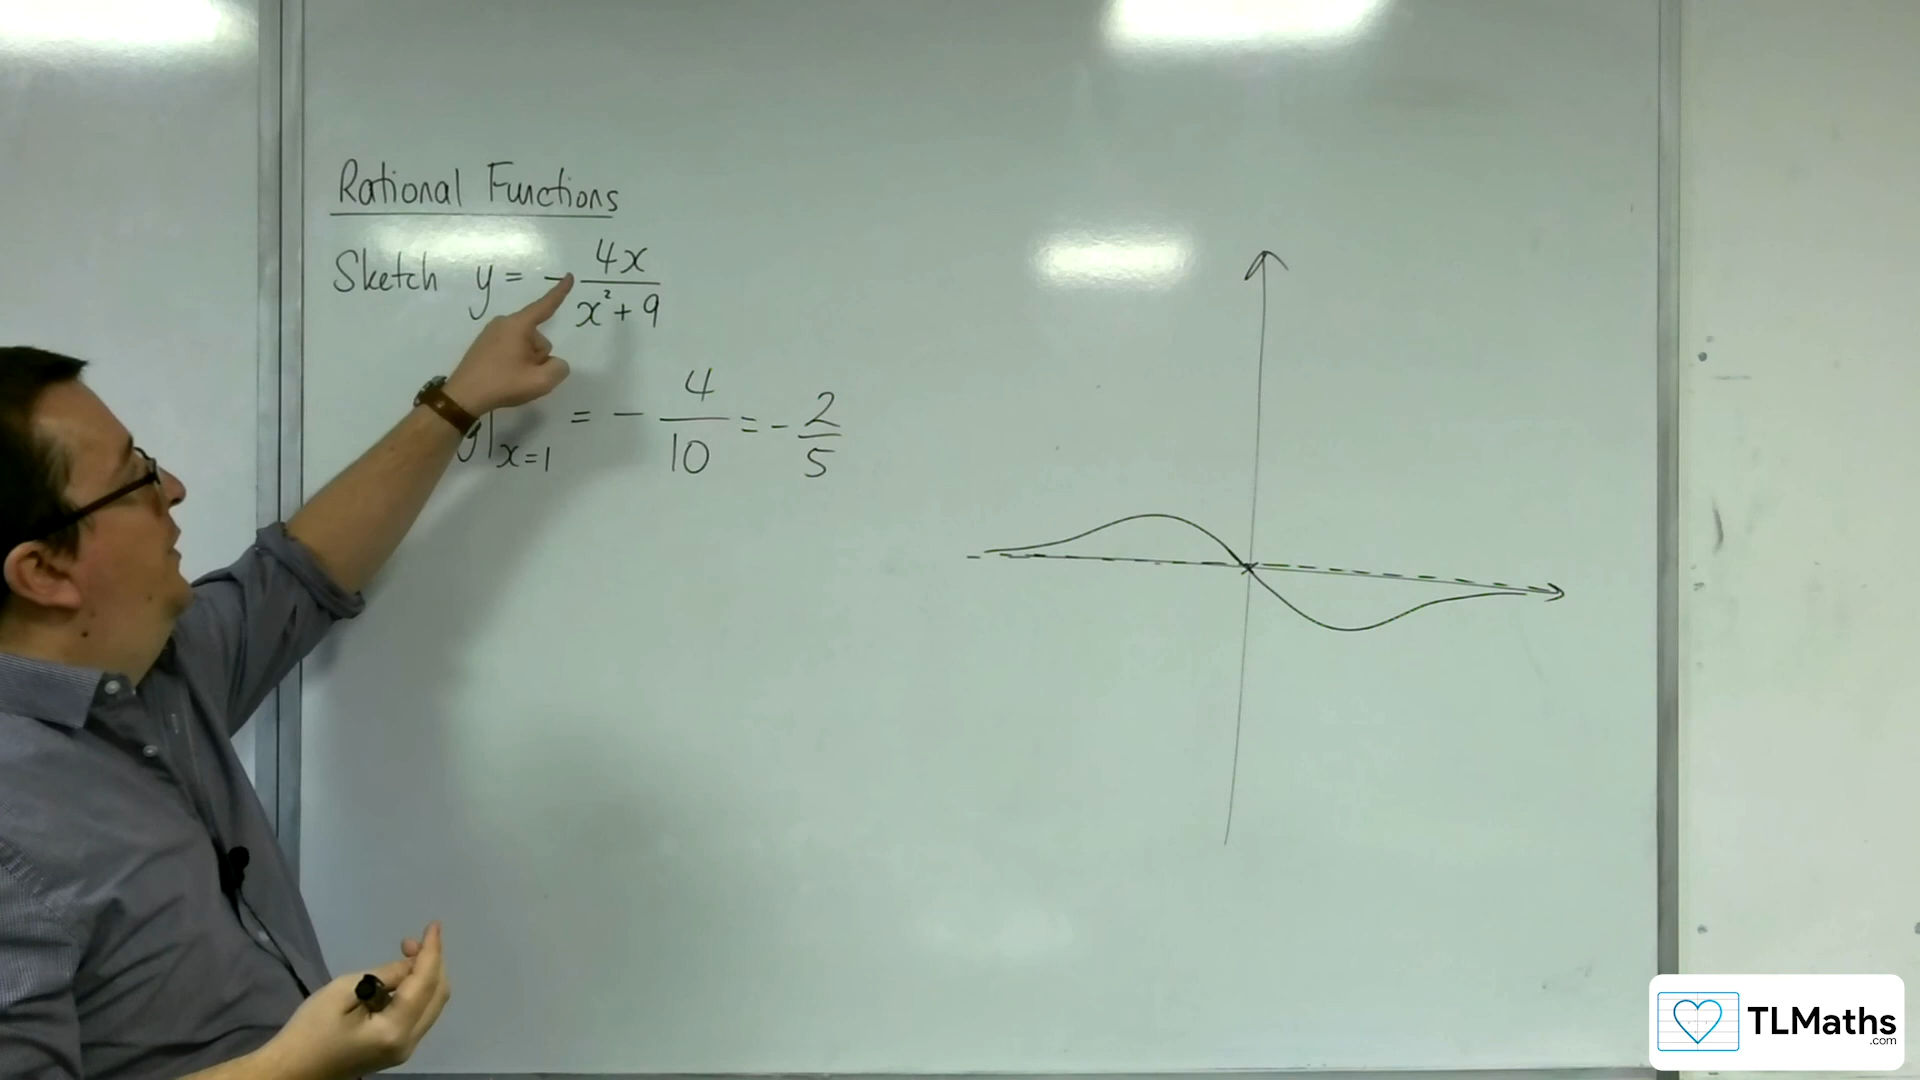 Rational Functions
Sketch y = - 4x / x² + 9
y|x=1 = - 4/10 = - 2/5
TLMaths
.com